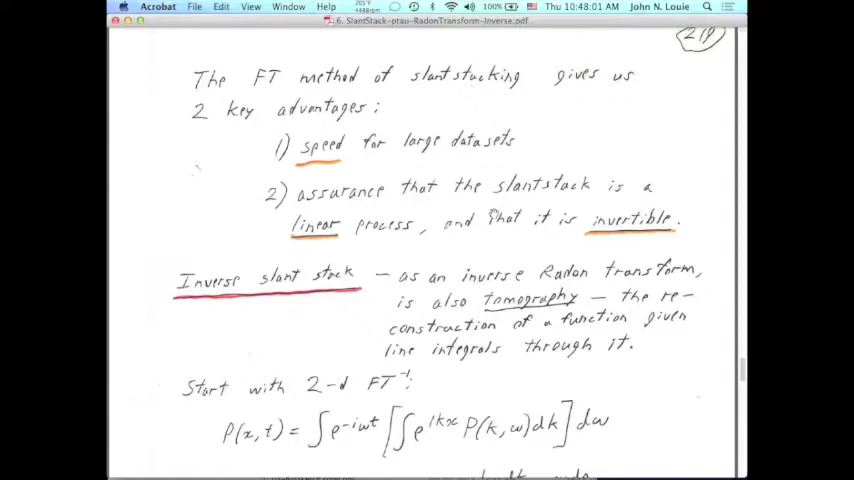 Acrobat File Edit View Window Help 205°F 4488rpm 100% Thu 10:48:01 AM John N. Louie
6. SlantStack-ptau-RadonTransform-Inverse.pdf
219
The FT method of slantstacking gives us
2 key advantages:
1) speed for large datasets
2) assurance that the slantstack is a
linear process, and that it is invertible.
Inverse slant stack – as an inverse Radon transform,
is also tomography – the re-
construction of a function given
line integrals through it.
Start with 2-d FT⁻¹:
P(x,t) = ∫e^{-iωt} [∫e^{ikx} P(k,ω)dk] dω